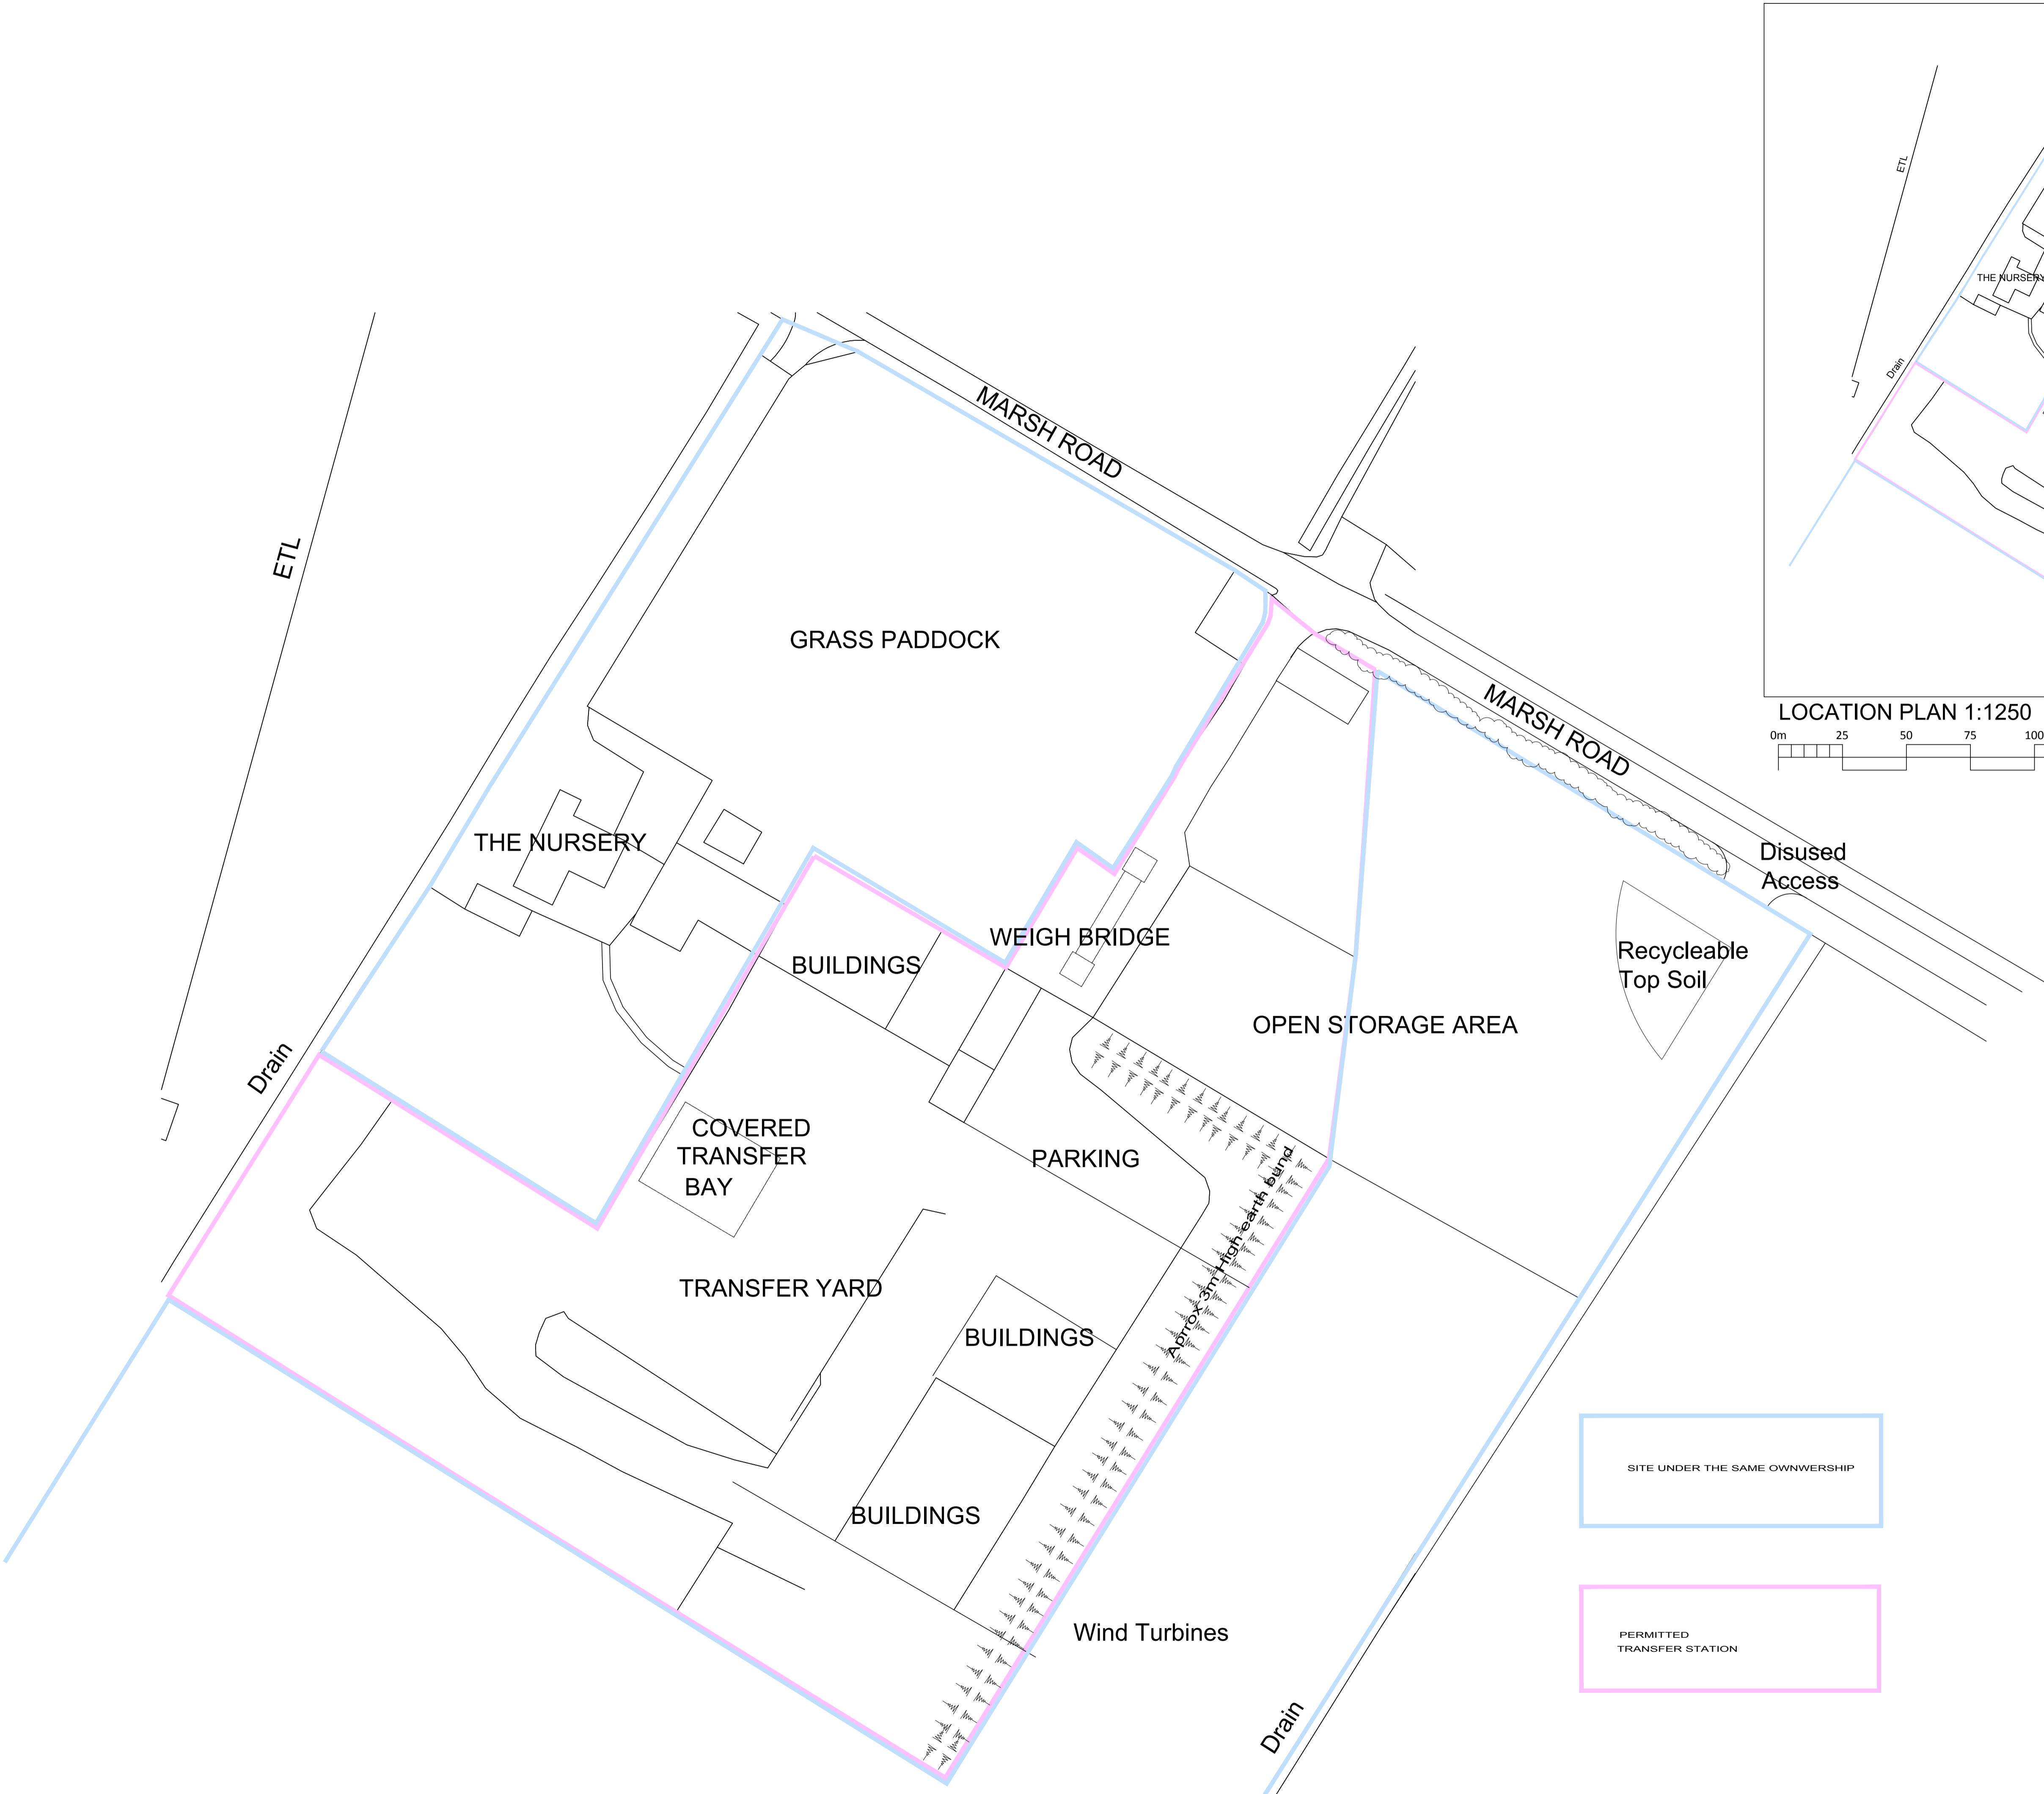 ETL
THE NURSERY
Drain
LOCATION PLAN 1:1250
0m 25 50 75 100
MARSH ROAD
ETL
GRASS PADDOCK
MARSH ROAD
THE NURSERY
Disused
Access
WEIGH BRIDGE
BUILDINGS
Recycleable
Top Soil
OPEN STORAGE AREA
Drain
COVERED
TRANSFER
BAY
PARKING
Aprrox 3m High earth bund
TRANSFER YARD
BUILDINGS
SITE UNDER THE SAME OWNWERSHIP
BUILDINGS
Wind Turbines
PERMITTED
TRANSFER STATION
Drain